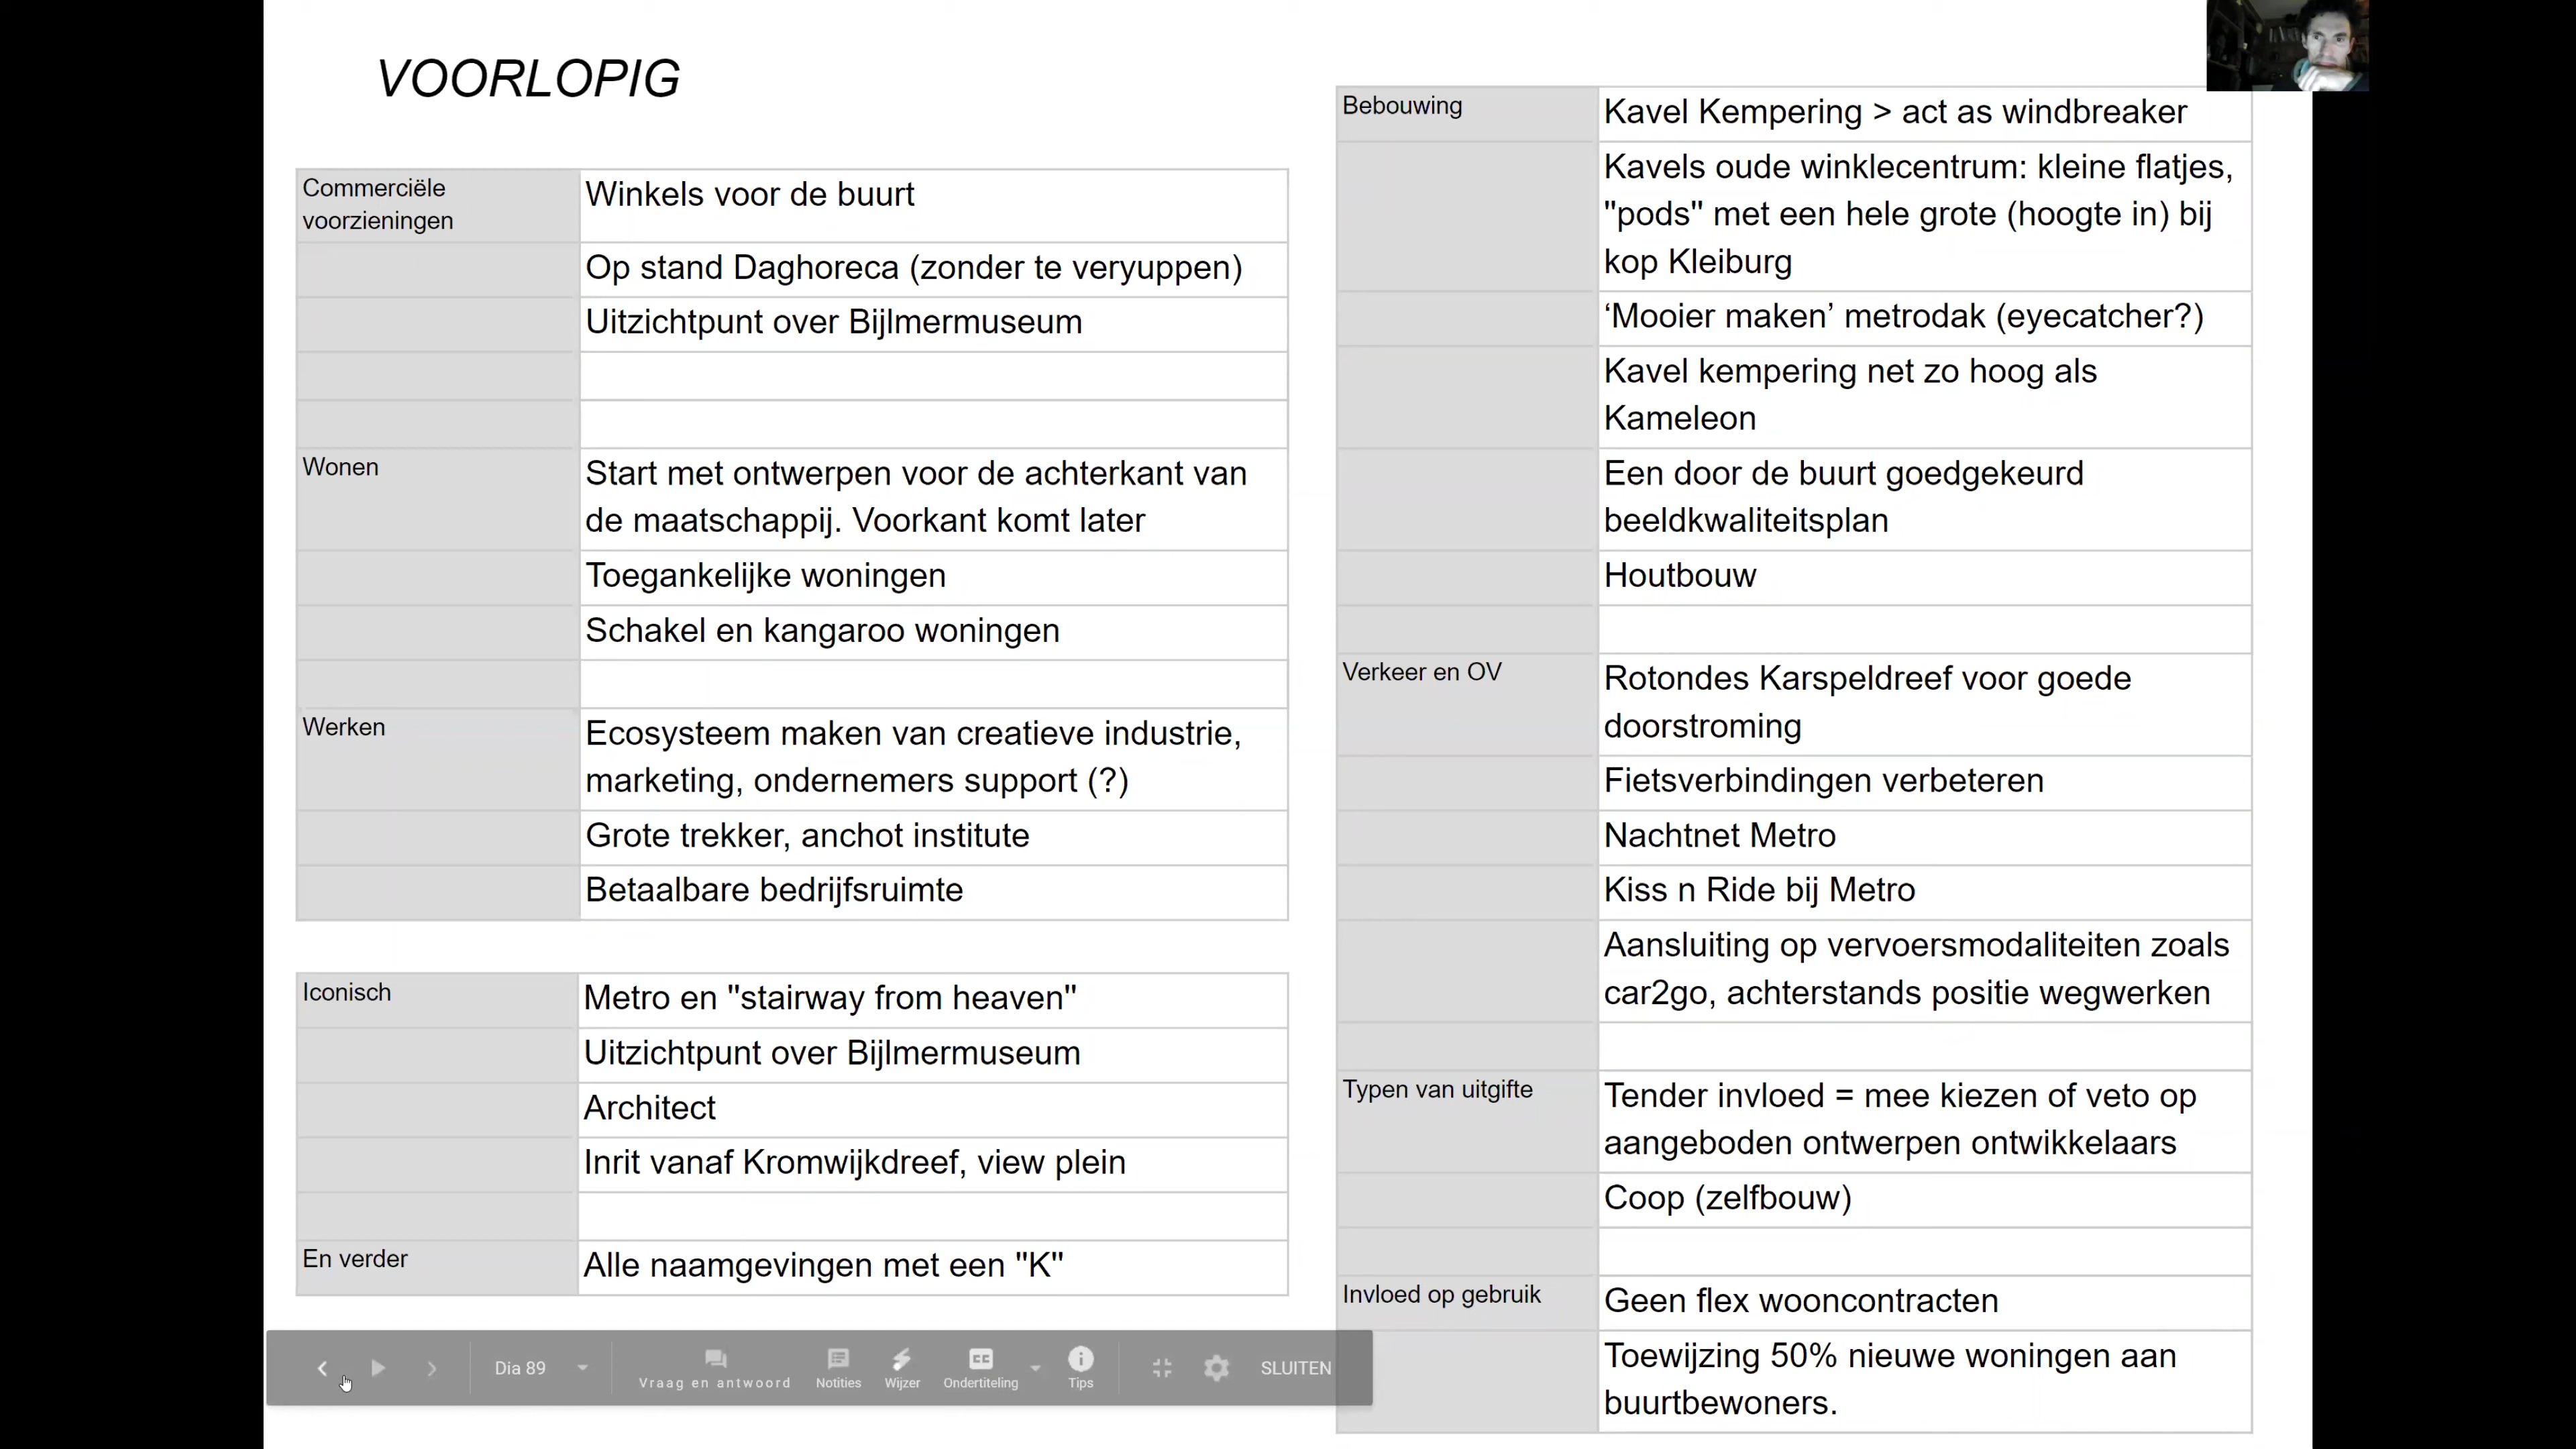 VOORLOPIG
Commerciële
voorzieningen
Winkels voor de buurt
Op stand Daghoreca (zonder te veryuppen)
Uitzichtpunt over Bijlmermuseum
Wonen
Start met ontwerpen voor de achterkant van
de maatschappij. Voorkant komt later
Toegankelijke woningen
Schakel en kangaroo woningen
Werken
Ecosysteem maken van creatieve industrie,
marketing, ondernemers support (?)
Grote trekker, anchot institute
Betaalbare bedrijfsruimte
Iconisch
Metro en "stairway from heaven"
Uitzichtpunt over Bijlmermuseum
Architect
Inrit vanaf Kromwijkdreef, view plein
En verder
Alle naamgevingen met een "K"
Bebouwing
Kavel Kempering > act as windbreaker
Kavels oude winklecentrum: kleine flatjes,
"pods" met een hele grote (hoogte in) bij
kop Kleiburg
‘Mooier maken’ metrodak (eyecatcher?)
Kavel kempering net zo hoog als
Kameleon
Een door de buurt goedgekeurd
beeldkwaliteitsplan
Houtbouw
Verkeer en OV
Rotondes Karspeldreef voor goede
doorstroming
Fietsverbindingen verbeteren
Nachtnet Metro
Kiss n Ride bij Metro
Aansluiting op vervoersmodaliteiten zoals
car2go, achterstands positie wegwerken
Typen van uitgifte
Tender invloed = mee kiezen of veto op
aangeboden ontwerpen ontwikkelaars
Coop (zelfbouw)
Invloed op gebruik
Geen flex wooncontracten
Toewijzing 50% nieuwe woningen aan
buurtbewoners.
Dia 89
Vraag en antwoord
Notities
Wijzer
CC
Ondertiteling
Tips
SLUITEN